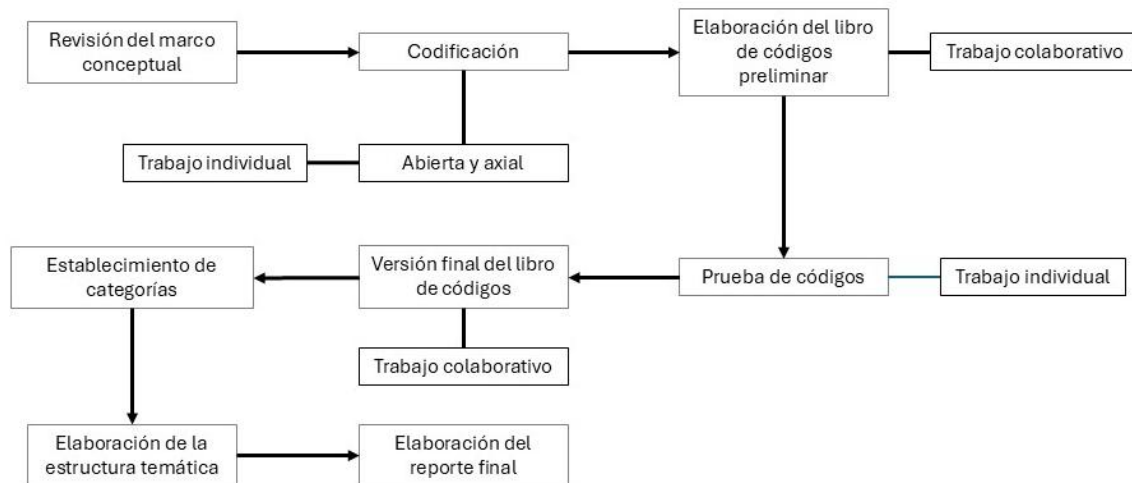 Revisión del marco
conceptual
Codificación
Elaboración del libro
de códigos
preliminar
Trabajo colaborativo
Trabajo individual
Abierta y axial
Establecimiento de
categorías
Versión final del libro
de códigos
Prueba de códigos
Trabajo individual
Trabajo colaborativo
Elaboración de la
estructura temática
Elaboración del
reporte final